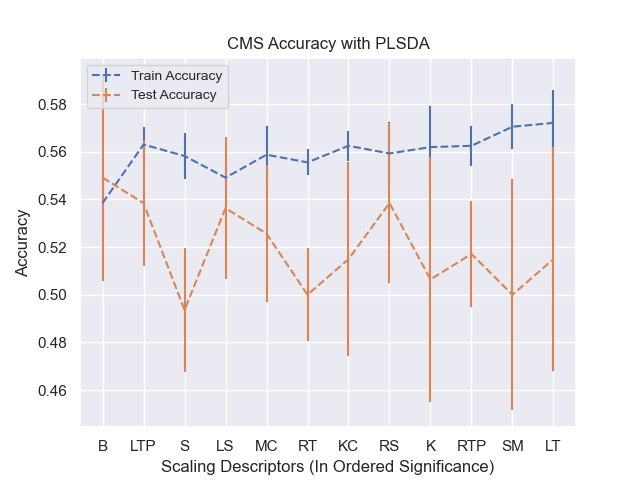 CMS Accuracy with PLSDA
Train Accuracy
Test Accuracy
0.58
0.56
0.54
0.52
0.50
0.48
0.46
Accuracy
B LTP S LS MC RT KC RS K RTP SM LT
Scaling Descriptors (In Ordered Significance)